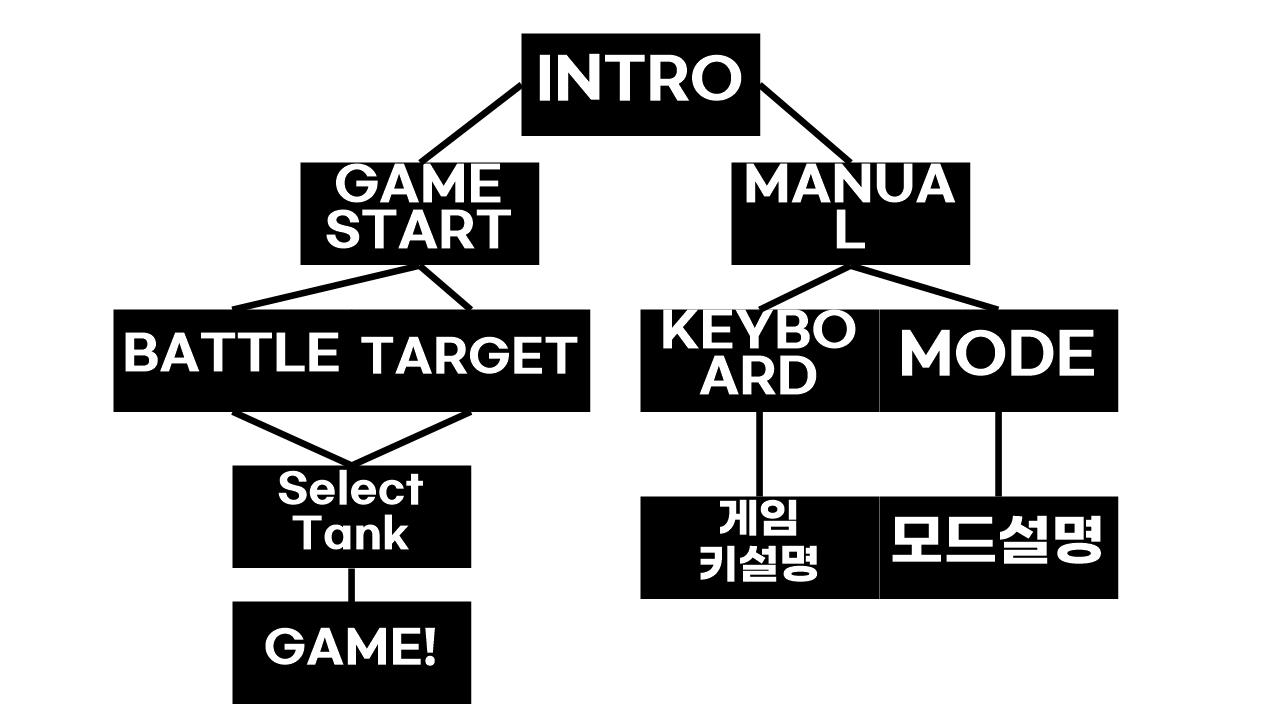 INTRO
GAME
START
MANUA
L
BATTLE
TARGET
KEYBO
ARD
MODE
Select
Tank
게임
키설명
모드설명
GAME!